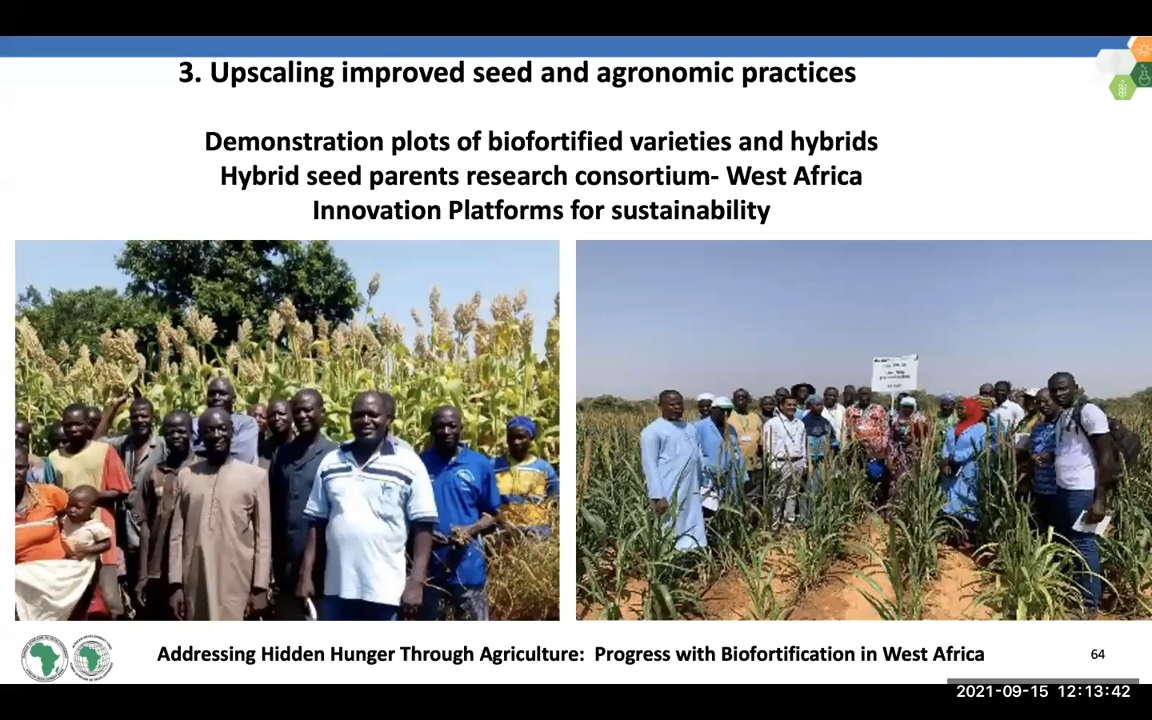 3. Upscaling improved seed and agronomic practices
Demonstration plots of biofortified varieties and hybrids
Hybrid seed parents research consortium- West Africa
Innovation Platforms for sustainability
Addressing Hidden Hunger Through Agriculture:  Progress with Biofortification in West Africa
64
2021-09-15 12:13:42